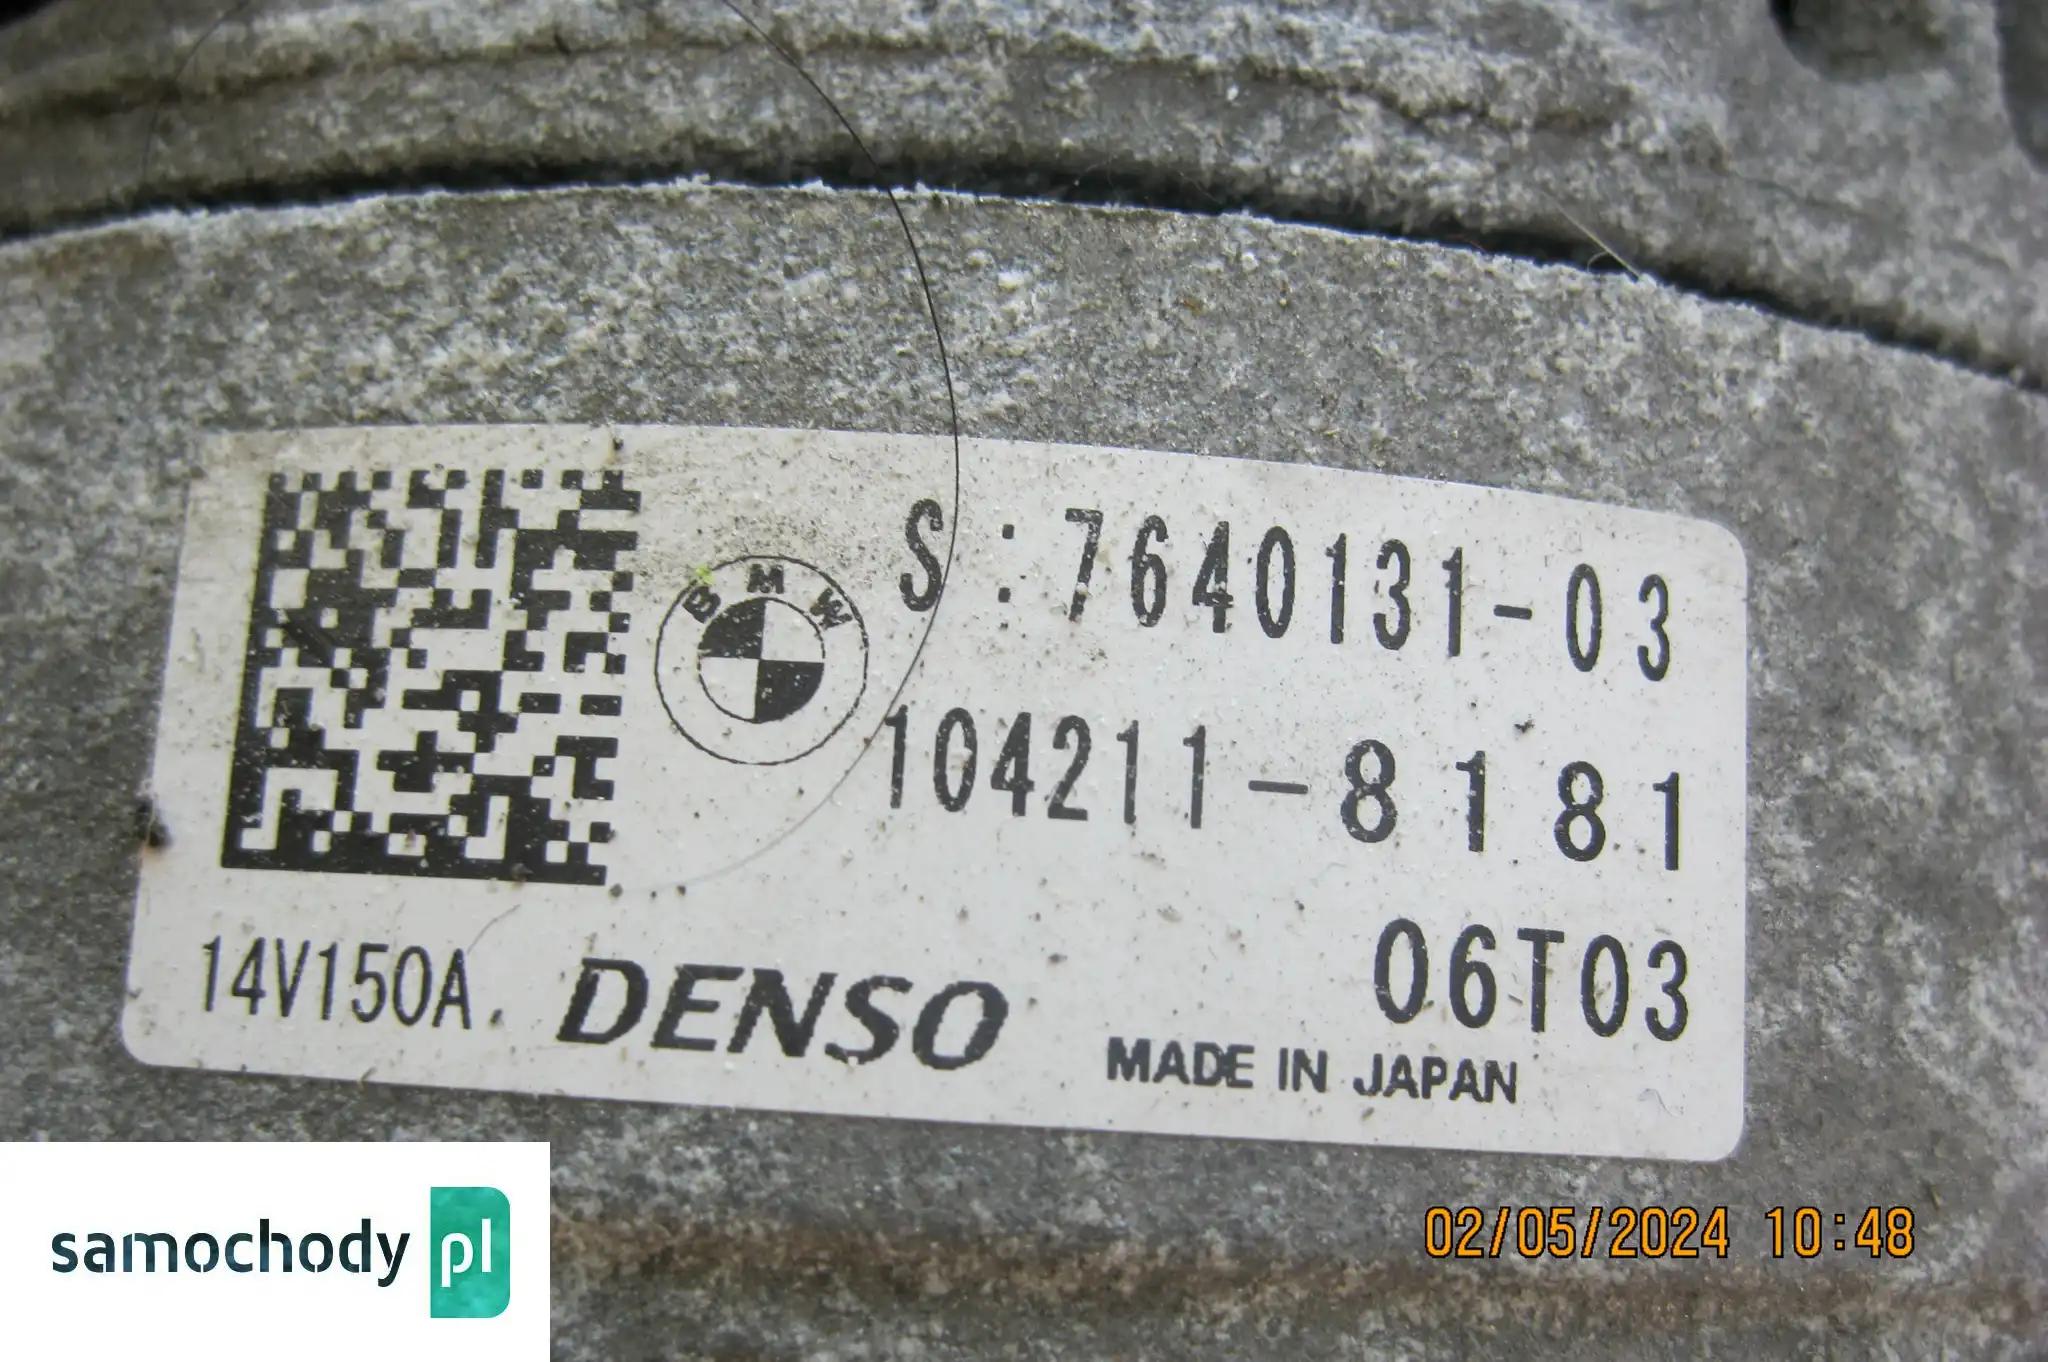 BMW
S:7640131-03
104211-8181
06T03
14V150A.
DENSO
MADE IN JAPAN
02/05/2024 10:48
samochody pl